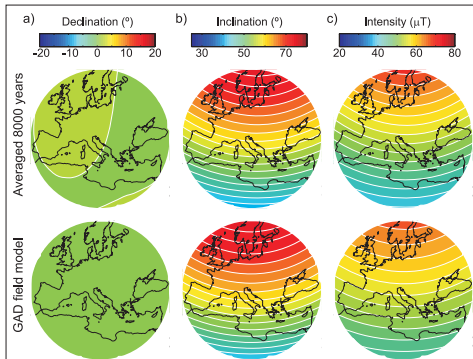 a) Declination (º) b) Inclination (º) c) Intensity (μT)
-20 -10 0 10 20 30 50 70 20 40 60 80
Averaged 8000 years
GAD field model